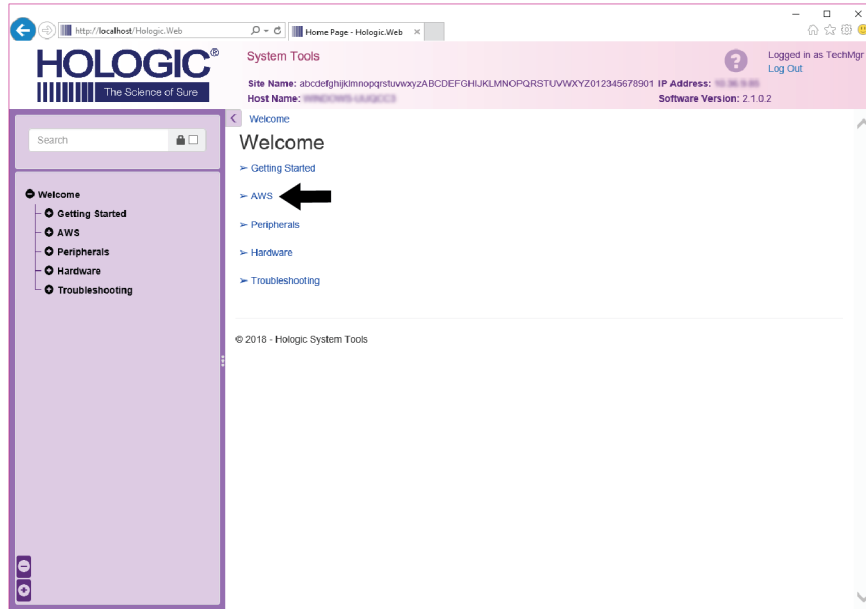 http://localhost/Hologic.Web
Home Page - Hologic.Web
HOLOGIC®
The Science of Sure
System Tools
Logged in as TechMgr
Log Out
Site Name: abcdefghijklmnopqrstuvwxyzABCDEFGHIJKLMNOPQRSTUVWXYZ012345678901 IP Address:
Host Name:
Software Version: 2.1.0.2
Search
Welcome
Getting Started
AWS
Peripherals
Hardware
Troubleshooting
Welcome
Welcome
➢ Getting Started
➢ AWS
➢ Peripherals
➢ Hardware
➢ Troubleshooting
© 2018 - Hologic System Tools